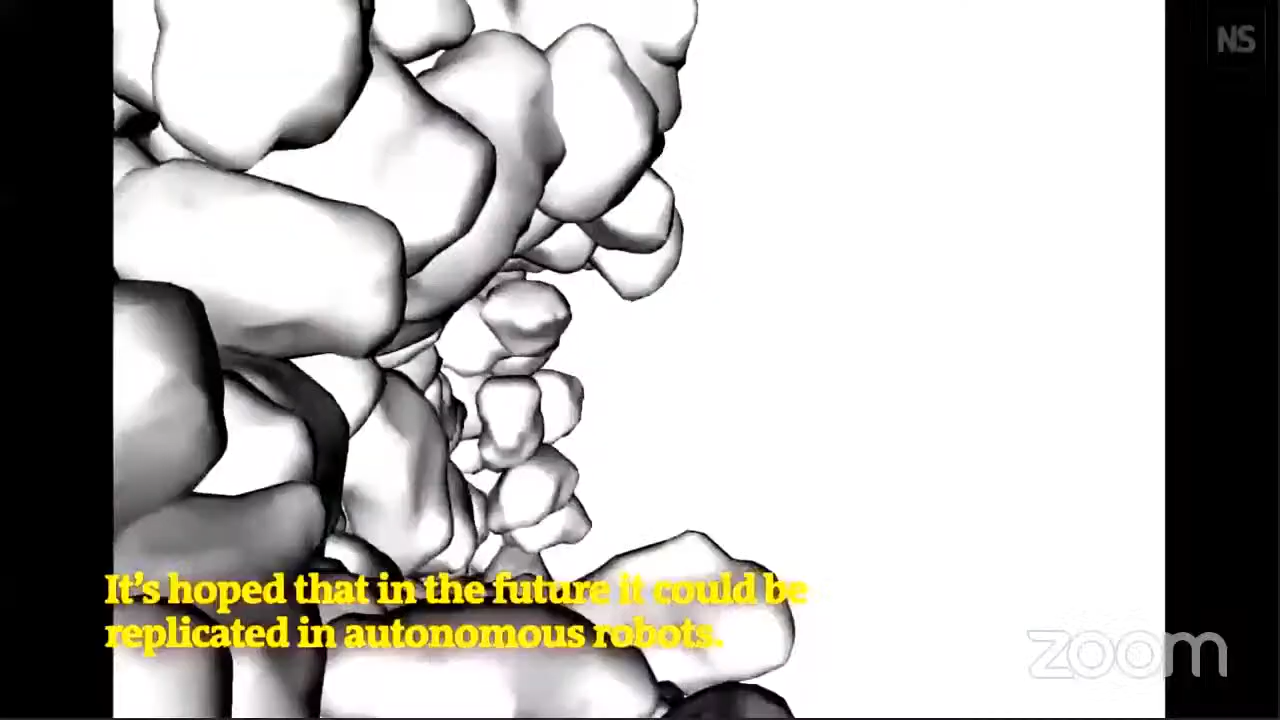 NS
It's hoped that in the future it could be
replicated in autonomous robots.
zoom